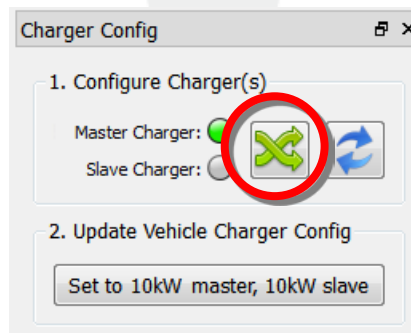 Charger Config
1. Configure Charger(s)
Master Charger:
Slave Charger:
2. Update Vehicle Charger Config
Set to 10kW master, 10kW slave